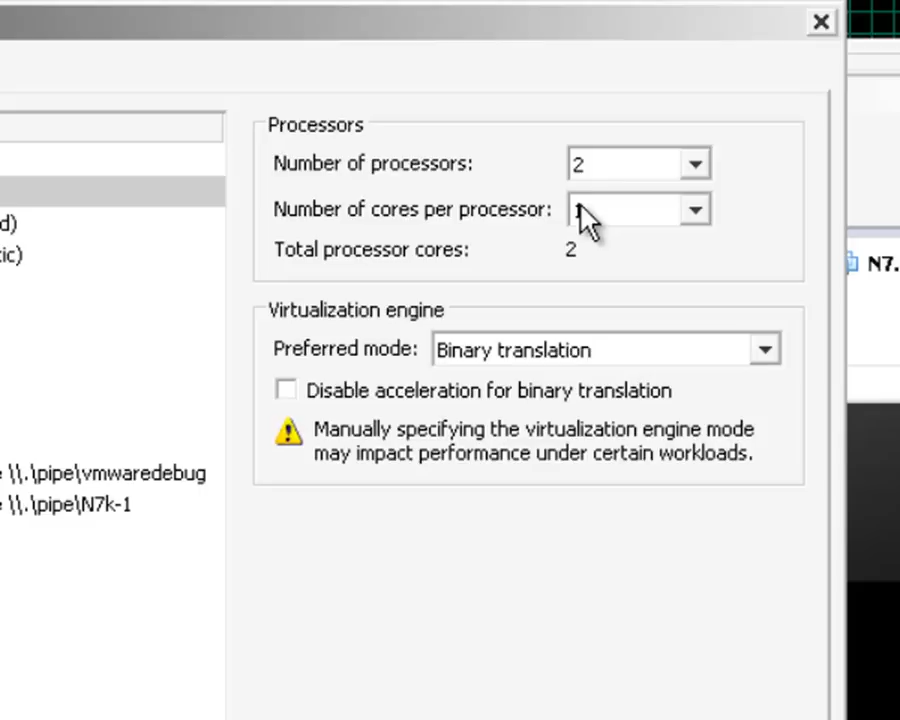 Processors
Number of processors: 2
Number of cores per processor:
Total processor cores: 2
d)
ic)
Virtualization engine
Preferred mode: Binary translation
Disable acceleration for binary translation
Manually specifying the virtualization engine mode
may impact performance under certain workloads.
\\.\pipe\vmwaredebug
\\.\pipe\N7k-1
N7.